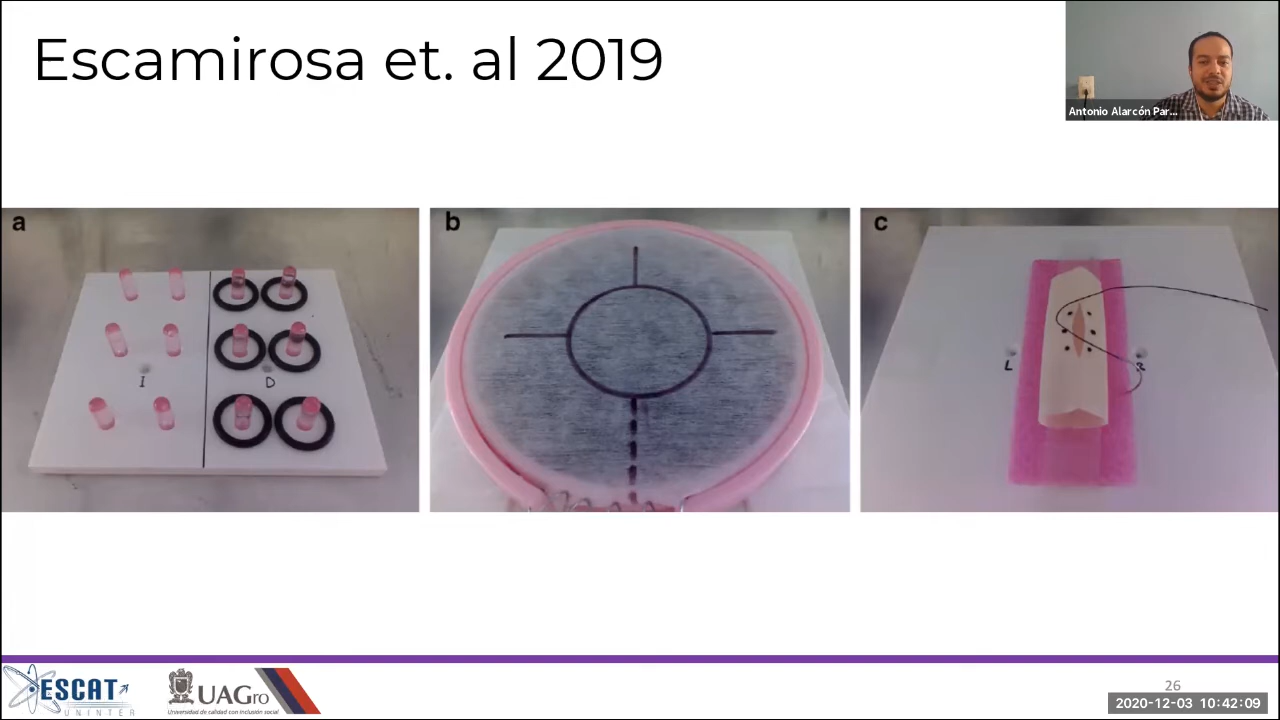 Escamirosa et. al 2019
Antonio Alarcón Par...
a
b
c
I
D
L
R
ESCAT
UNINTER
UAGro
Universidad de calidad con inclusión social
26
2020-12-03 10:42:09